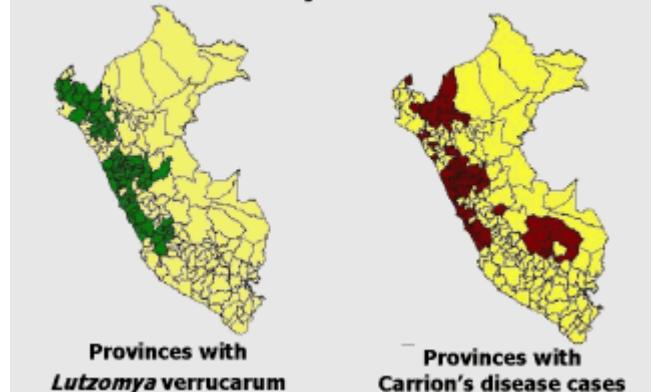 Provinces with
Lutzomya verrucarum
Provinces with
Carrion's disease cases